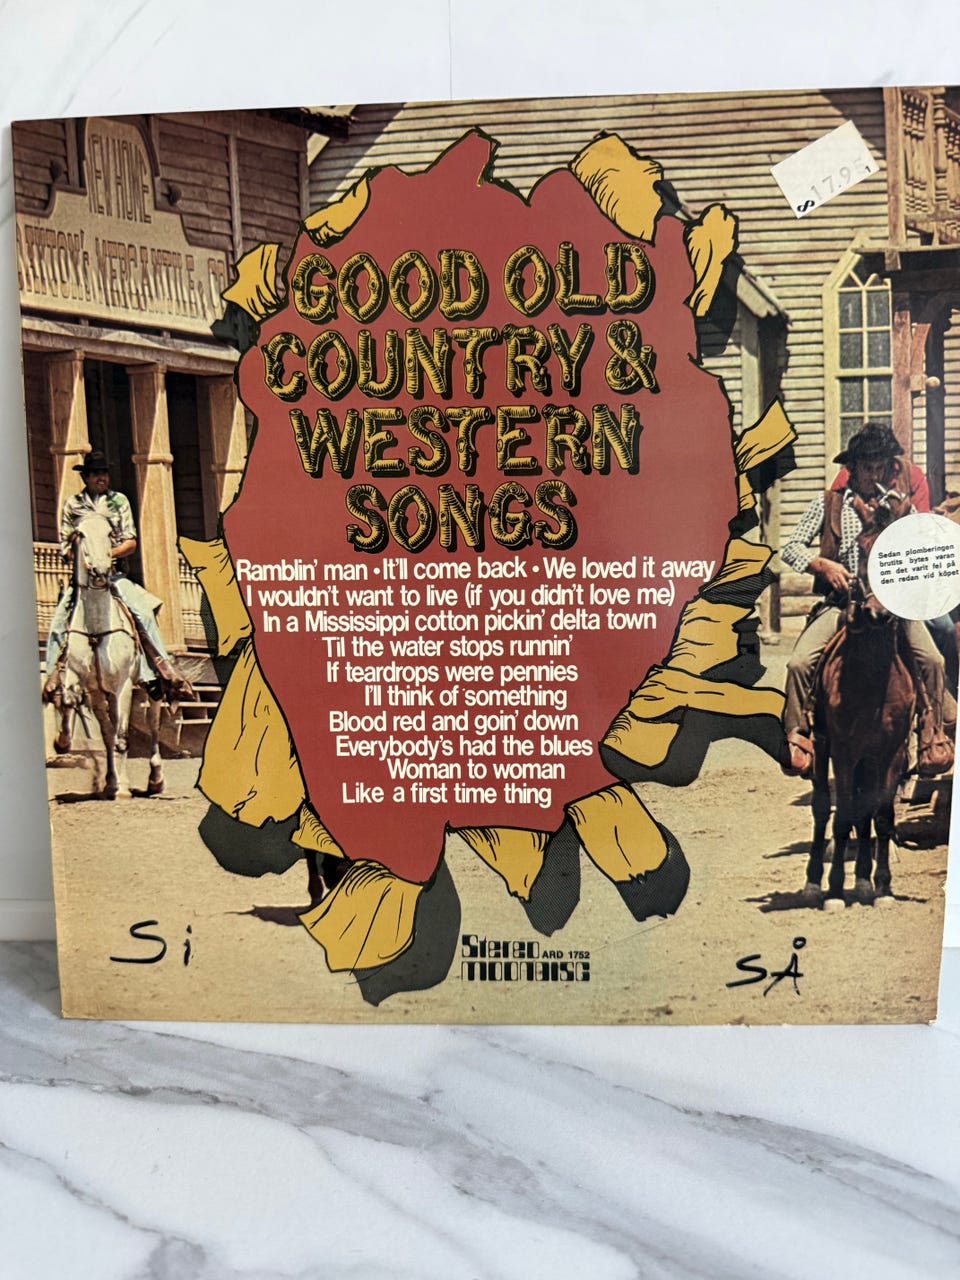 NEW HOME
MERCANTILE
$17.95
GOOD OLD
COUNTRY &
WESTERN
SONGS
Ramblin' man • It'll come back • We loved it away
I wouldn't want to live (if you didn't love me)
In a Mississippi cotton pickin' delta town
Til the water stops runnin'
If teardrops were pennies
I'll think of something
Blood red and goin' down
Everybody's had the blues
Woman to woman
Like a first time thing
Sedan plomberingen
brutits bytes varan
om det varit fel på
den redan vid köpet
Si
SÅ
Stereo ARD 1752
moondisc